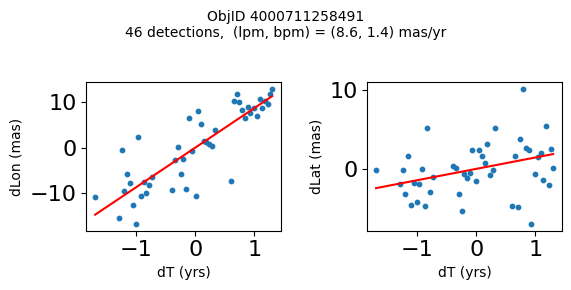 ObjID 4000711258491
46 detections,  (lpm, bpm) = (8.6, 1.4) mas/yr
dLon (mas)
10
0
−10
−1
0
1
dT (yrs)
dLat (mas)
10
0
−1
0
1
dT (yrs)